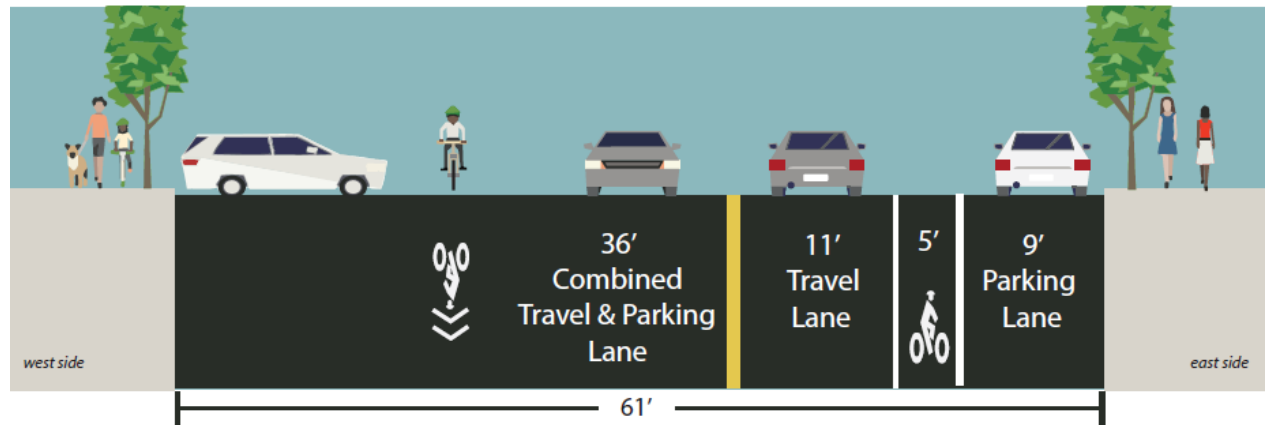 36’
Combined
Travel & Parking
Lane
11’
Travel
Lane
5’
9’
Parking
Lane
west side
east side
61’